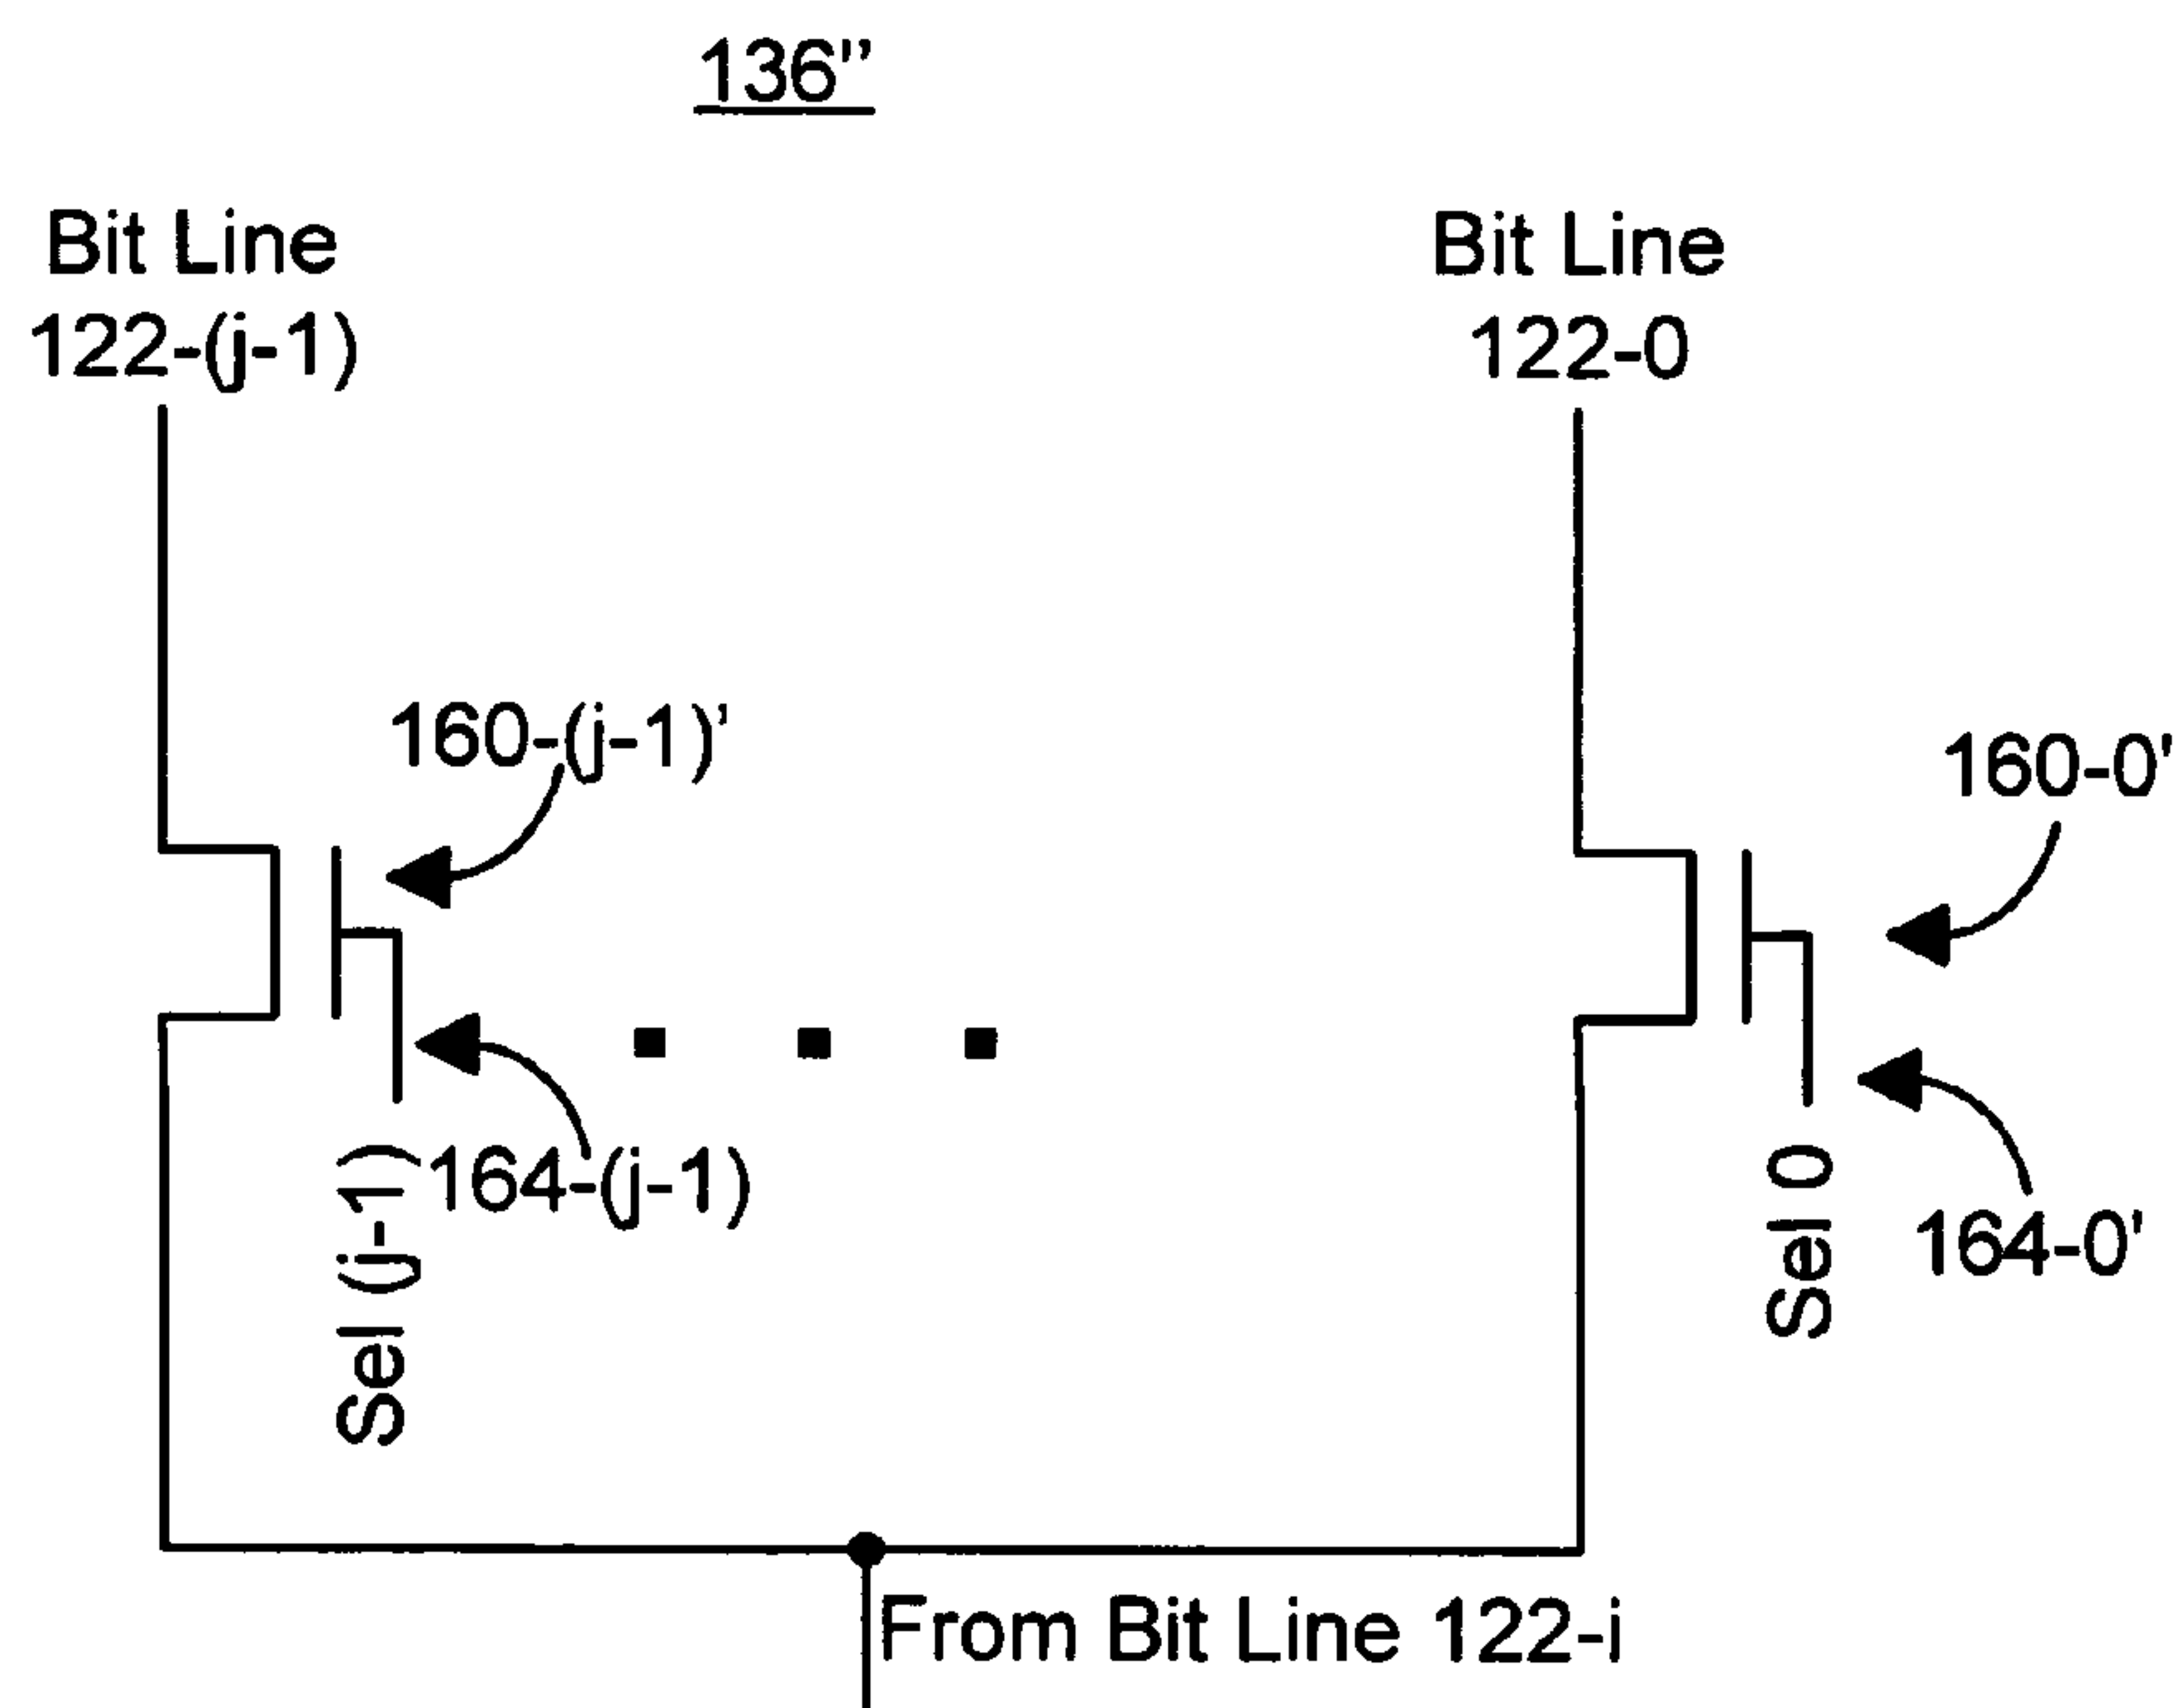 136"
Bit Line
122-(j-1)
Bit Line
122-0
160-(j-1)'
160-0'
164-(j-1)
164-0'
Sel (j-1)
Sel 0
From Bit Line 122-i